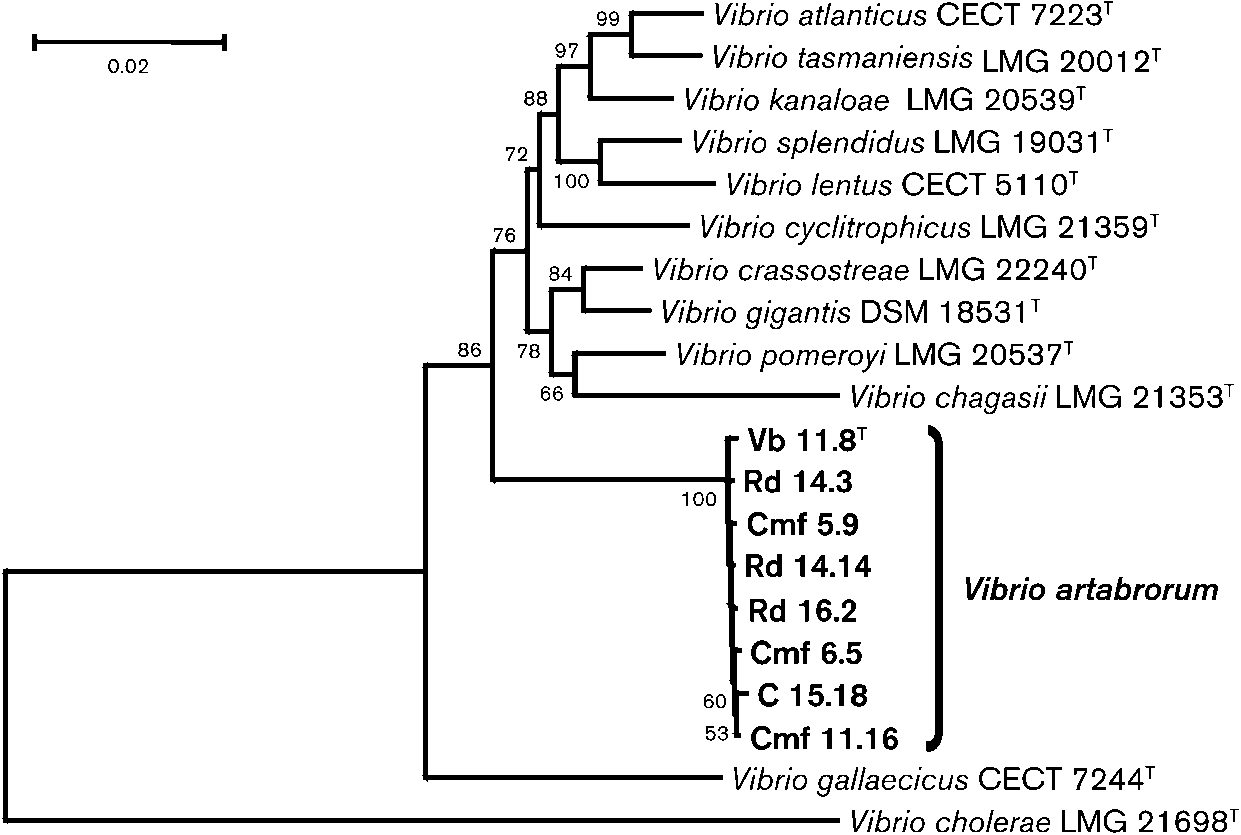 99 Vibrio atlanticus CECT 7223ᵀ
0.02
97 Vibrio tasmaniensis LMG 20012ᵀ
88 Vibrio kanaloae LMG 20539ᵀ
Vibrio splendidus LMG 19031ᵀ
72
100 Vibrio lentus CECT 5110ᵀ
Vibrio cyclitrophicus LMG 21359ᵀ
76
84 Vibrio crassostreae LMG 22240ᵀ
Vibrio gigantis DSM 18531ᵀ
86 78 Vibrio pomeroyi LMG 20537ᵀ
66 Vibrio chagasii LMG 21353ᵀ
Vb 11.8ᵀ
Rd 14.3
100
Cmf 5.9
Rd 14.14
Vibrio artabrorum
Rd 16.2
Cmf 6.5
60 C 15.18
53 Cmf 11.16
Vibrio gallaecicus CECT 7244ᵀ
Vibrio cholerae LMG 21698ᵀ